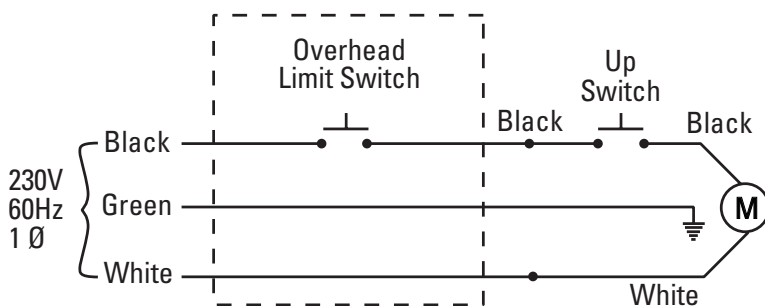 Overhead
Limit Switch
Up
Switch
Black
Black
Black
230V
60Hz
1 Ø
Green
M
White
White